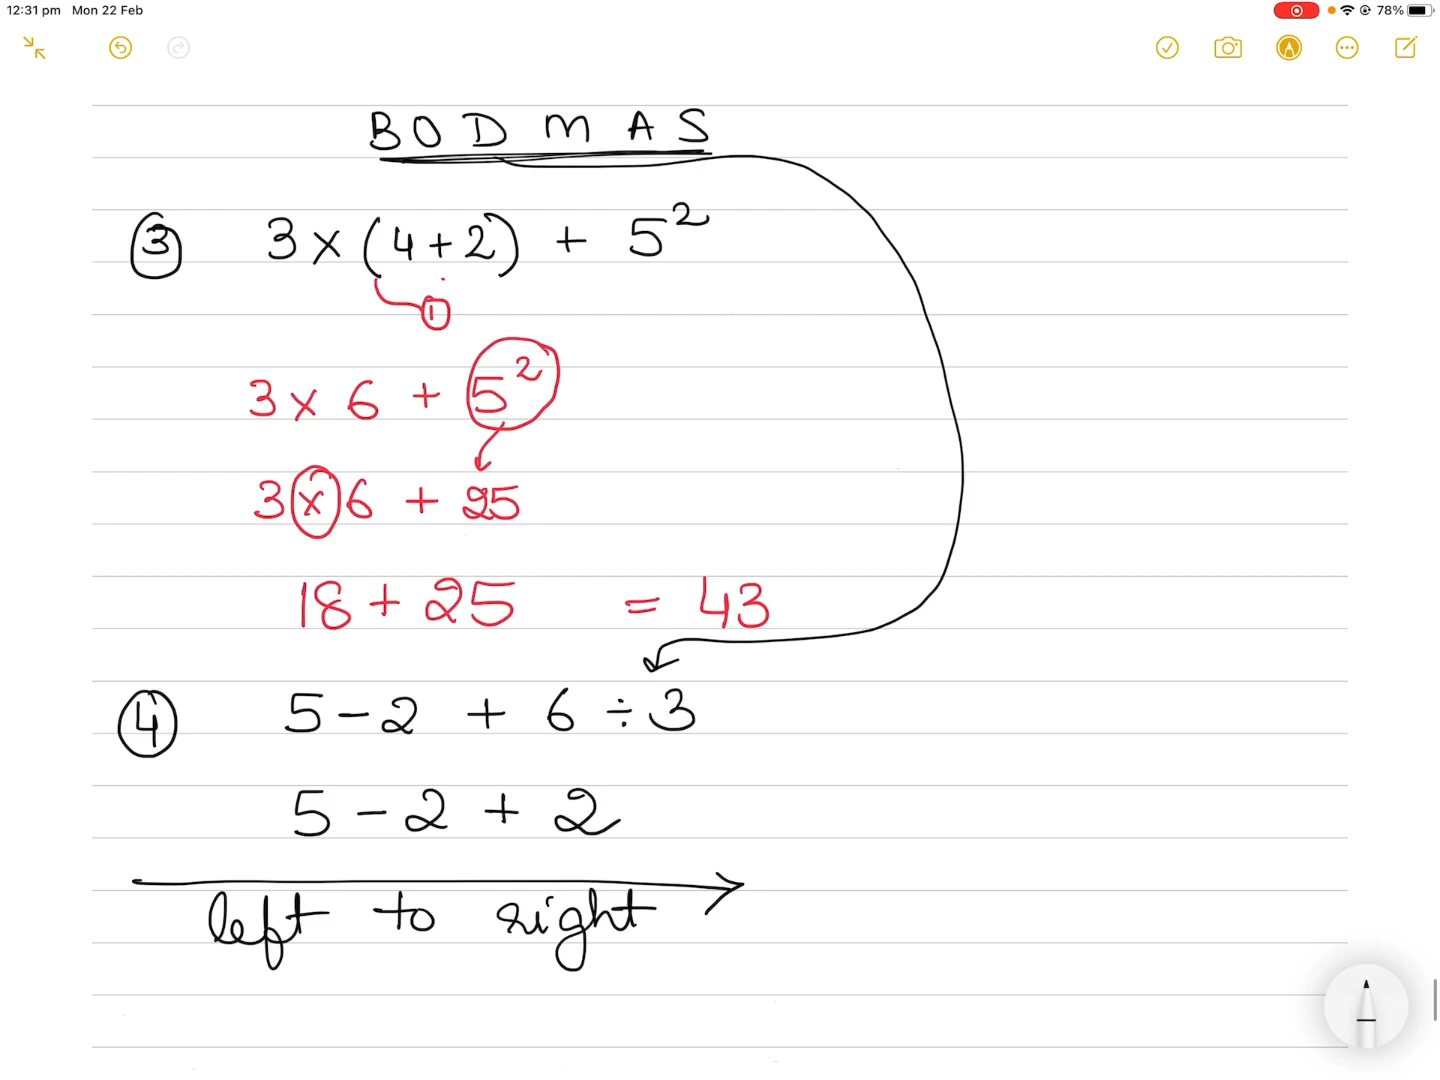 12:31 pm Mon 22 Feb 78%
BODMAS
③ 3 × (4 + 2) + 5²
①
3 × 6 + 5²
3 × 6 + 25
18 + 25 = 43
④ 5 - 2 + 6 ÷ 3
5 - 2 + 2
left to right